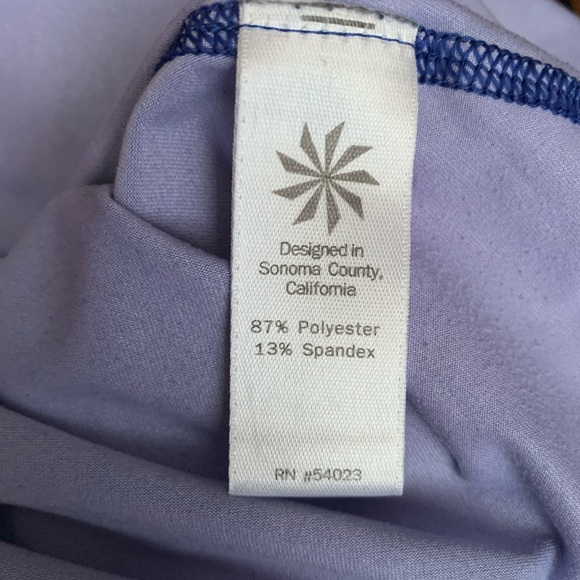 Designed in
Sonoma County,
California
87% Polyester
13% Spandex
RN #54023